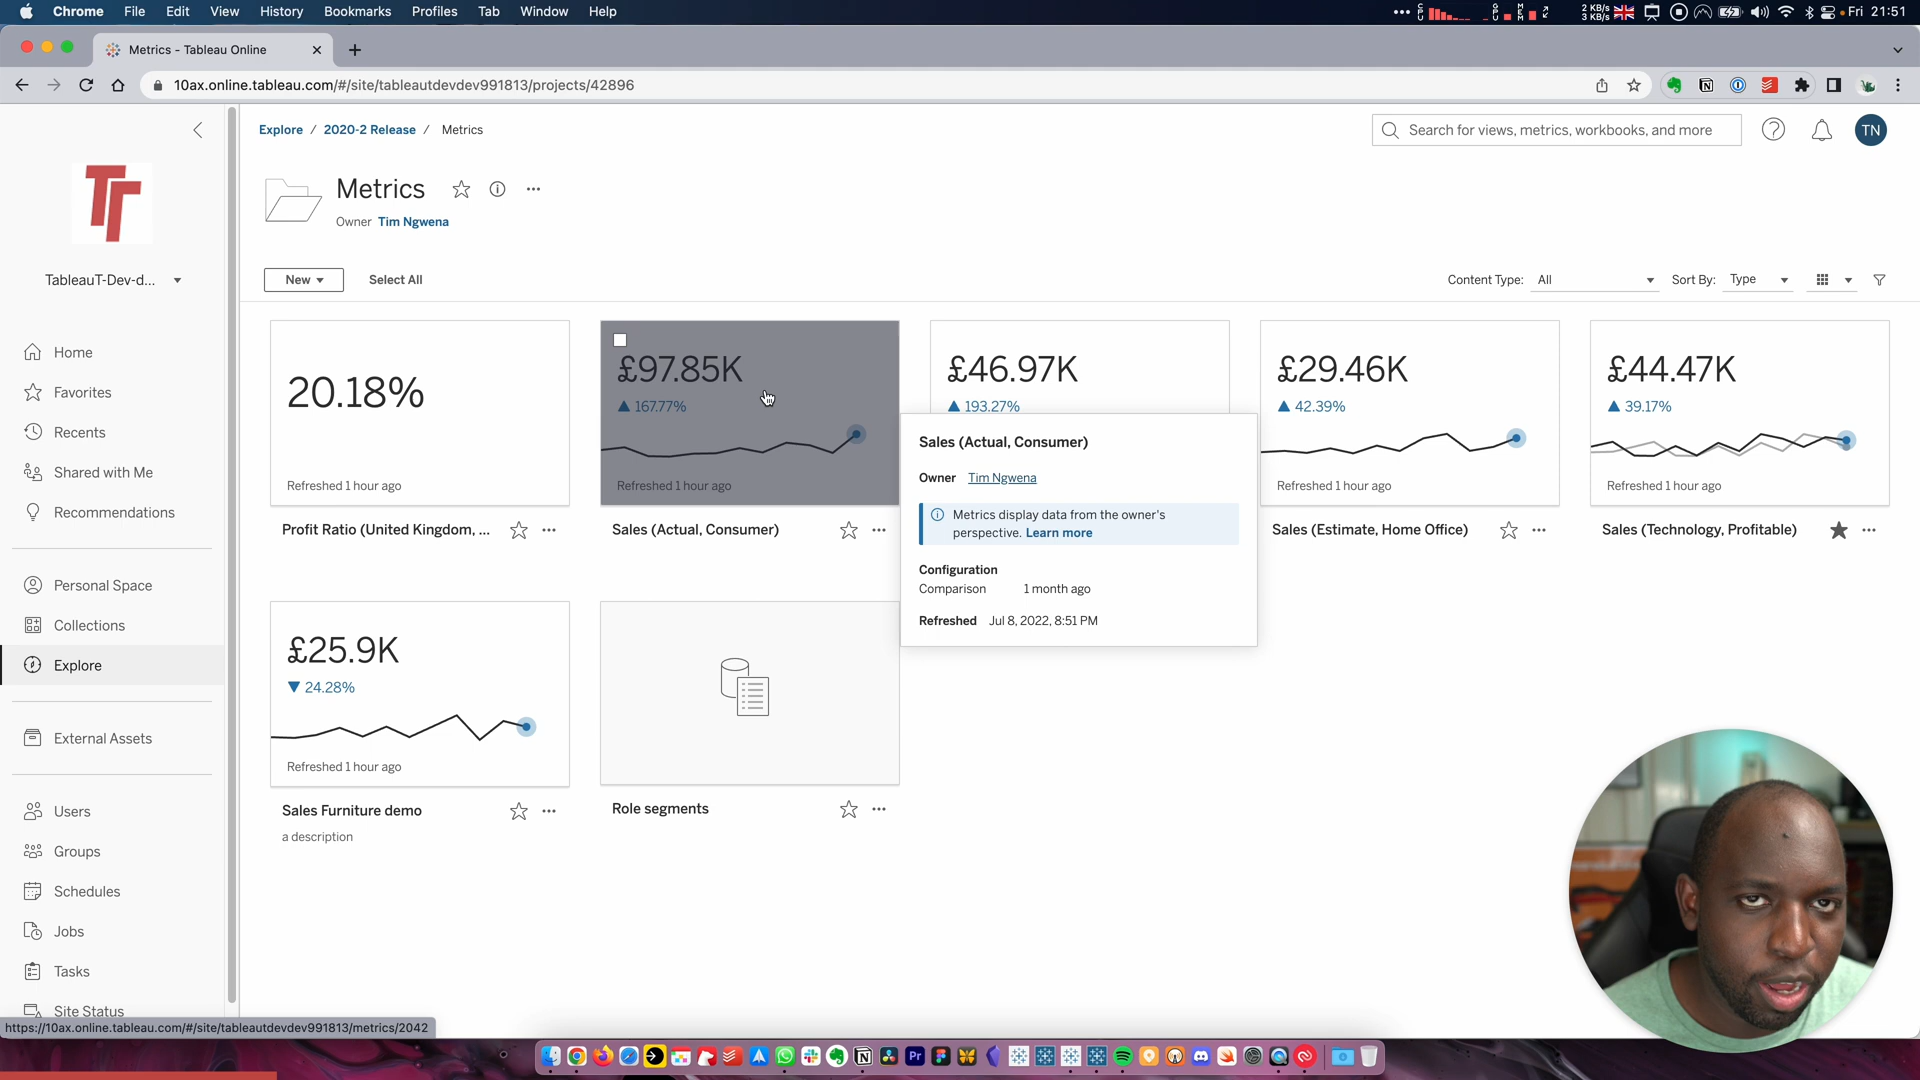 Chrome File Edit View History Bookmarks Profiles Tab Window Help
2 KB/s
3 KB/s
Fri 21:51
Metrics - Tableau Online
10ax.online.tableau.com/#/site/tableautdevdev991813/projects/42896
Explore / 2020-2 Release / Metrics
Search for views, metrics, workbooks, and more
TN
Metrics
Owner Tim Ngwena
TableauT-Dev-d...
New
Select All
Content Type: All
Sort By: Type
Home
Favorites
Recents
Shared with Me
Recommendations
Personal Space
Collections
Explore
External Assets
Users
Groups
Schedules
Jobs
Tasks
Site Status
20.18%
Refreshed 1 hour ago
Profit Ratio (United Kingdom, ...
£97.85K
167.77%
Refreshed 1 hour ago
Sales (Actual, Consumer)
£46.97K
193.27%
Sales (Actual, Consumer)
Owner Tim Ngwena
Metrics display data from the owner's
perspective. Learn more
Configuration
Comparison 1 month ago
Refreshed Jul 8, 2022, 8:51 PM
£29.46K
42.39%
Refreshed 1 hour ago
Sales (Estimate, Home Office)
£44.47K
39.17%
Refreshed 1 hour ago
Sales (Technology, Profitable)
£25.9K
24.28%
Refreshed 1 hour ago
Sales Furniture demo
a description
Role segments
https://10ax.online.tableau.com/#/site/tableautdevdev991813/metrics/2042
Pr